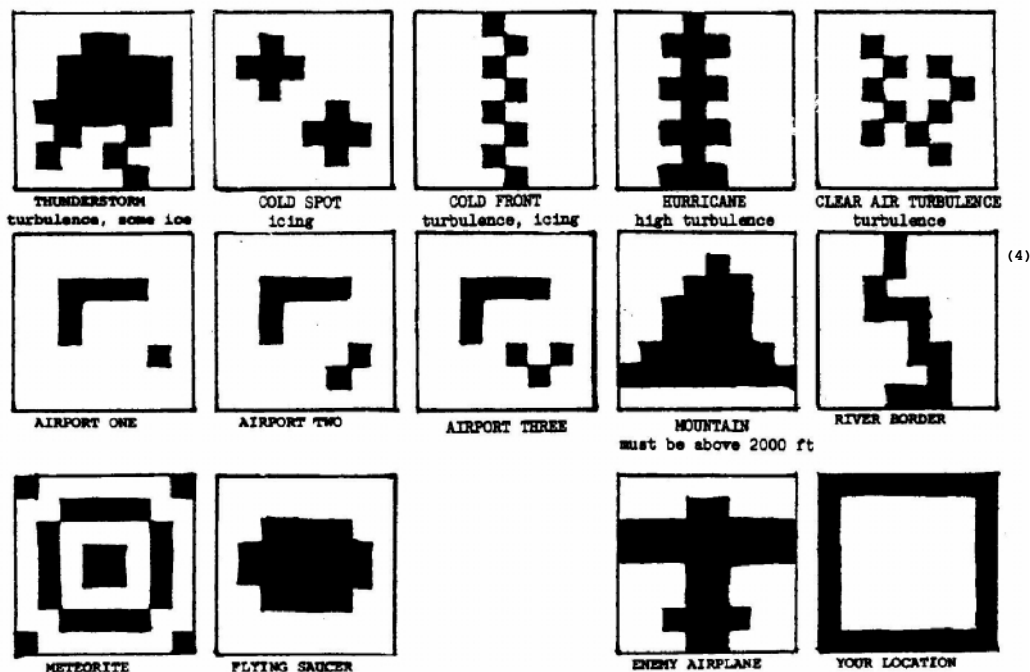 THUNDERSTORM
turbulence, some ice
COLD SPOT
icing
COLD FRONT
turbulence, icing
HURRICANE
high turbulence
CLEAR AIR TURBULENCE
turbulence
(4)
AIRPORT ONE
AIRPORT TWO
AIRPORT THREE
MOUNTAIN
must be above 2000 ft
RIVER BORDER
METEORITE
FLYING SAUCER
ENEMY AIRPLANE
YOUR LOCATION